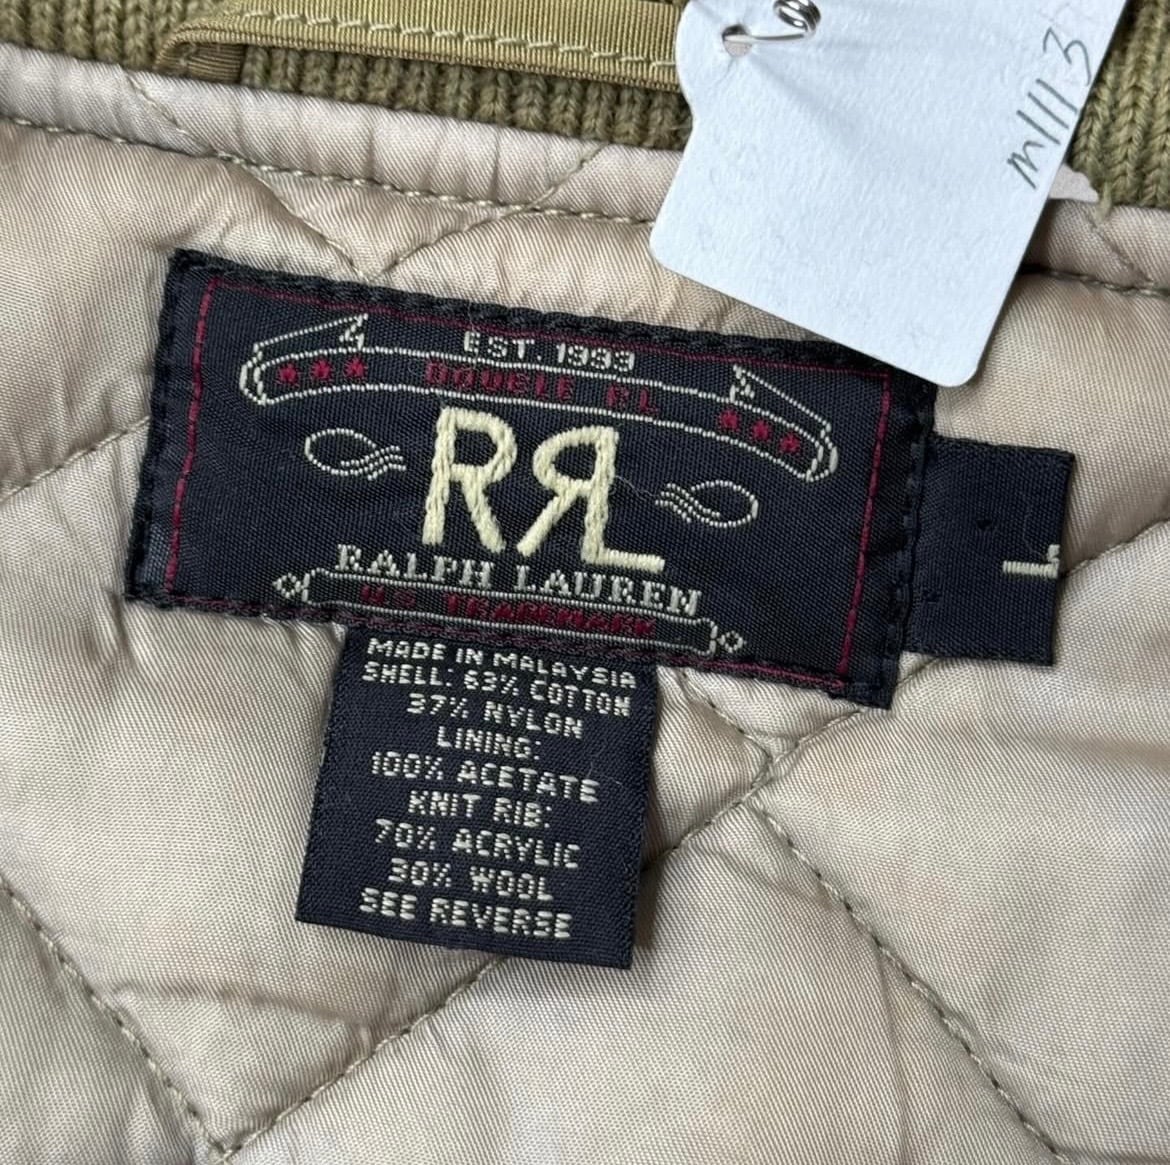 EST. 1993
DOUBLE RL
RRL
RALPH LAUREN
U.S. TRADEMARK
L
MADE IN MALAYSIA
SHELL: 63% COTTON
37% NYLON
LINING:
100% ACETATE
KNIT RIB:
70% ACRYLIC
30% WOOL
SEE REVERSE